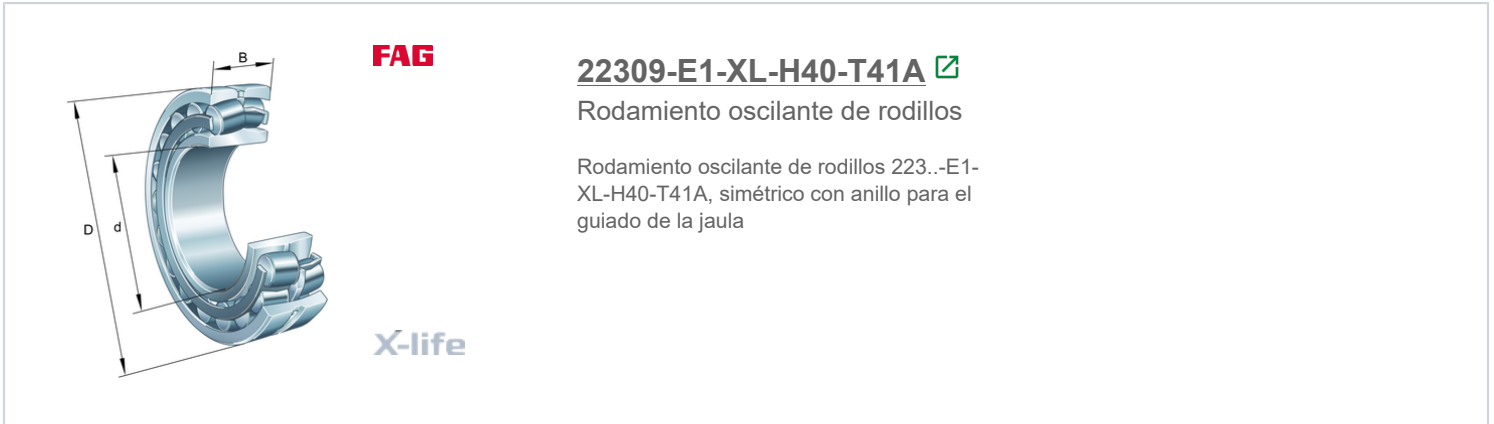 B
D
d
FAG
X-life
22309-E1-XL-H40-T41A
Rodamiento oscilante de rodillos
Rodamiento oscilante de rodillos 223..-E1-
XL-H40-T41A, simétrico con anillo para el
guiado de la jaula